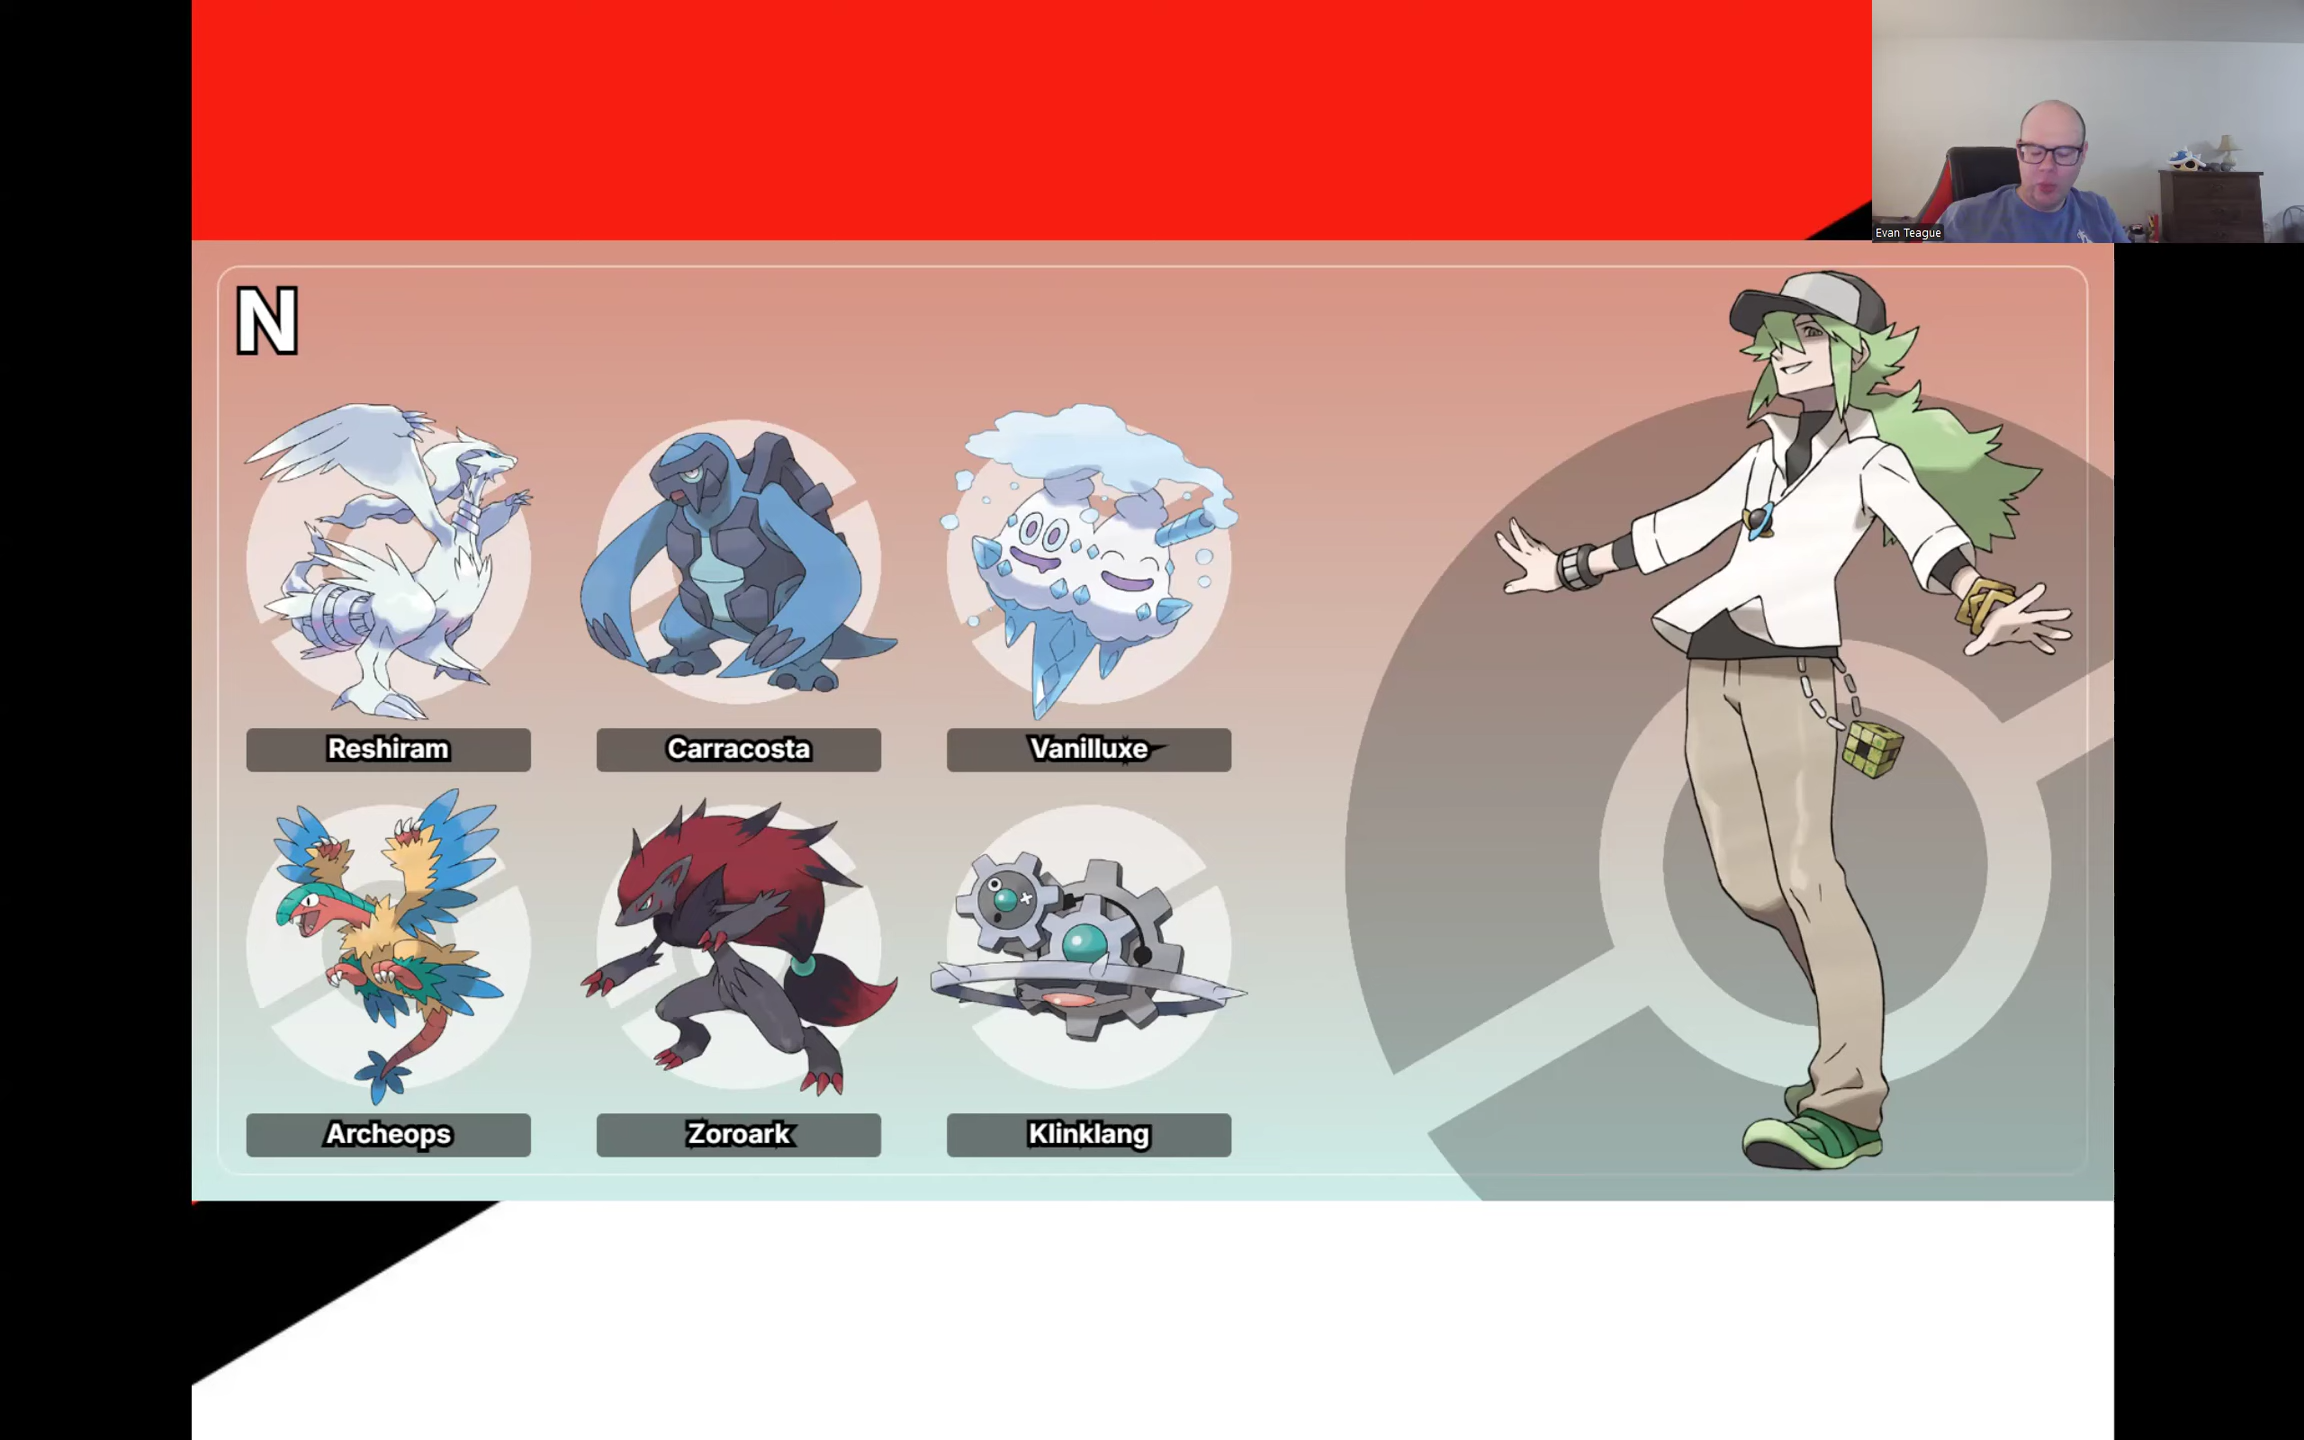 Evan Teague
N
Reshiram
Carracosta
Vanilluxe
Archeops
Zoroark
Klinklang